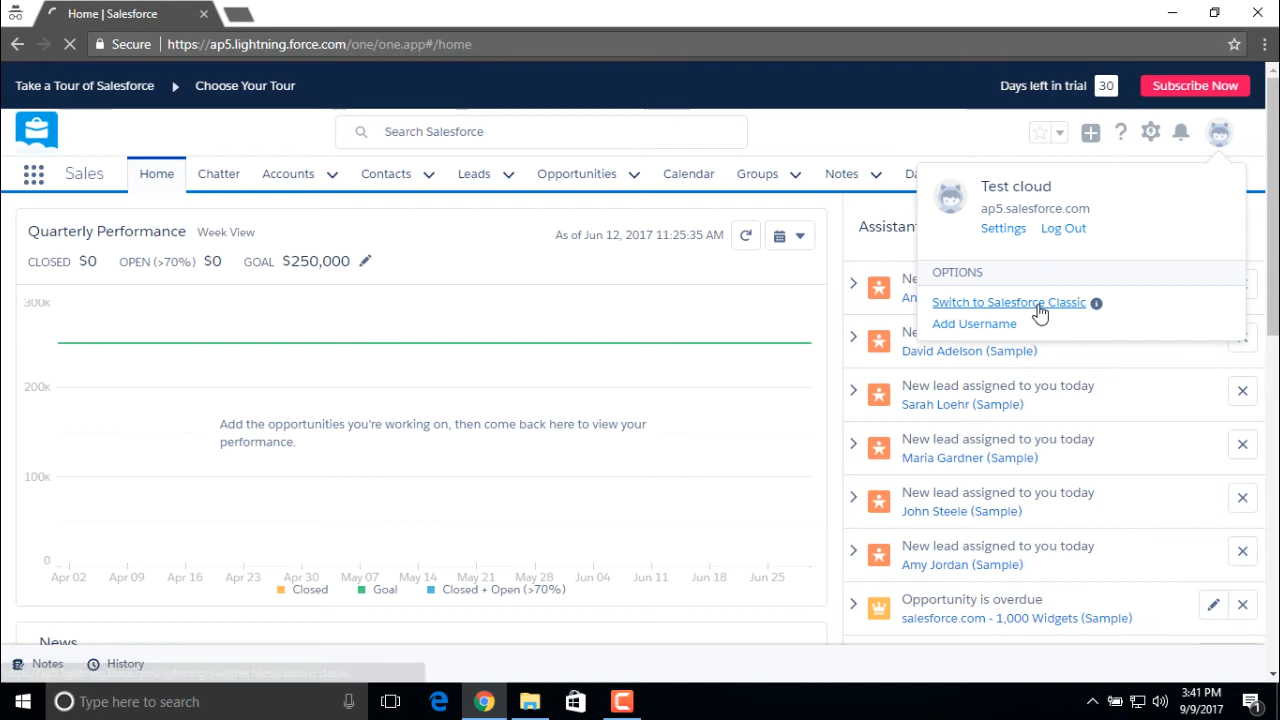 Home | Salesforce
Secure https://ap5.lightning.force.com/one/one.app#/home
Take a Tour of Salesforce Choose Your Tour Days left in trial 30 Subscribe Now
Search Salesforce
Sales Home Chatter Accounts Contacts Leads Opportunities Calendar Groups Notes Da
Test cloud
ap5.salesforce.com
Settings Log Out
OPTIONS
Switch to Salesforce Classic
Add Username
Quarterly Performance Week View As of Jun 12, 2017 11:25:35 AM
CLOSED $0 OPEN (>70%) $0 GOAL $250,000
300K
200K
100K
0
Add the opportunities you're working on, then come back here to view your
performance.
Apr 02 Apr 09 Apr 16 Apr 23 Apr 30 May 07 May 14 May 21 May 28 Jun 04 Jun 11 Jun 18 Jun 25
Closed Goal Closed + Open (>70%)
News
Assistan
Ne
An
Ne
David Adelson (Sample)
New lead assigned to you today
Sarah Loehr (Sample)
New lead assigned to you today
Maria Gardner (Sample)
New lead assigned to you today
John Steele (Sample)
New lead assigned to you today
Amy Jordan (Sample)
Opportunity is overdue
salesforce.com - 1,000 Widgets (Sample)
Notes History
Type here to search
3:41 PM
9/9/2017
1